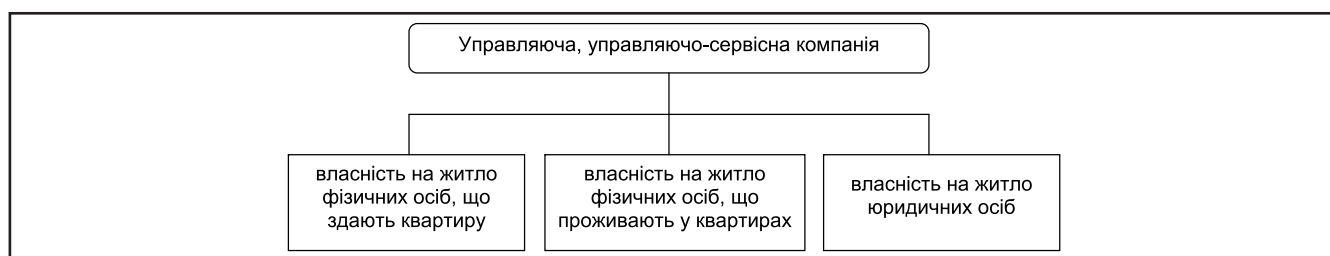 Управляюча, управляючо-сервісна компанія
власність на житло
фізичних осіб, що
здають квартиру
власність на житло
фізичних осіб, що
проживають у квартирах
власність на житло
юридичних осіб